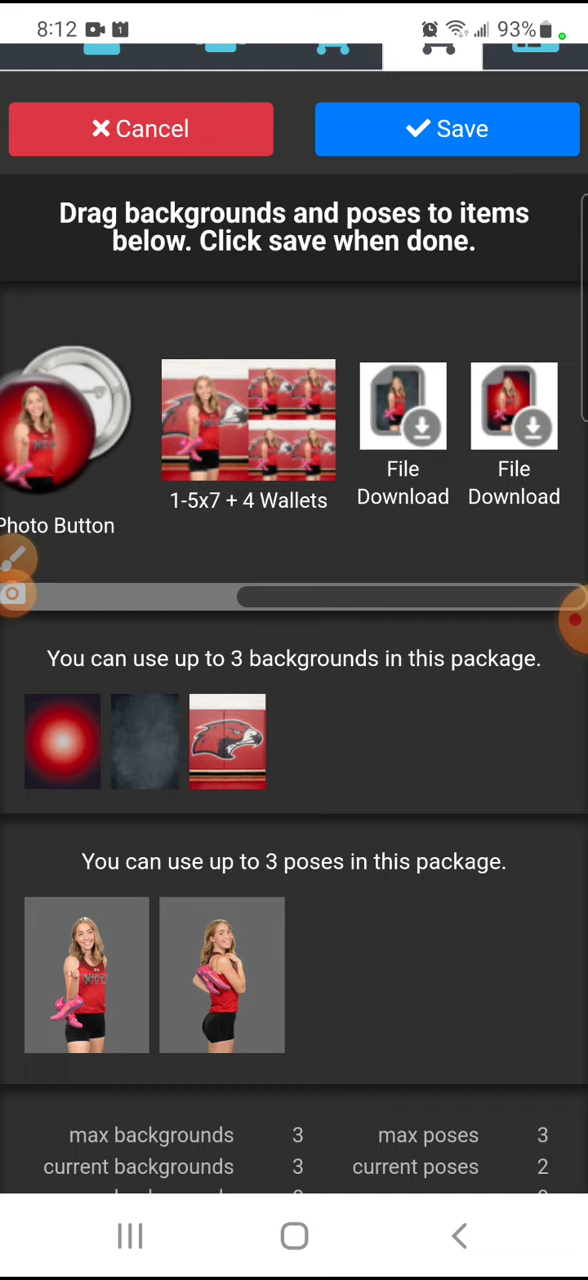 8:12
1
93%
Cancel
Save
Drag backgrounds and poses to items
below. Click save when done.
Photo Button
1-5x7 + 4 Wallets
File
Download
File
Download
You can use up to 3 backgrounds in this package.
You can use up to 3 poses in this package.
max backgrounds 3 max poses 3
current backgrounds 3 current poses 2